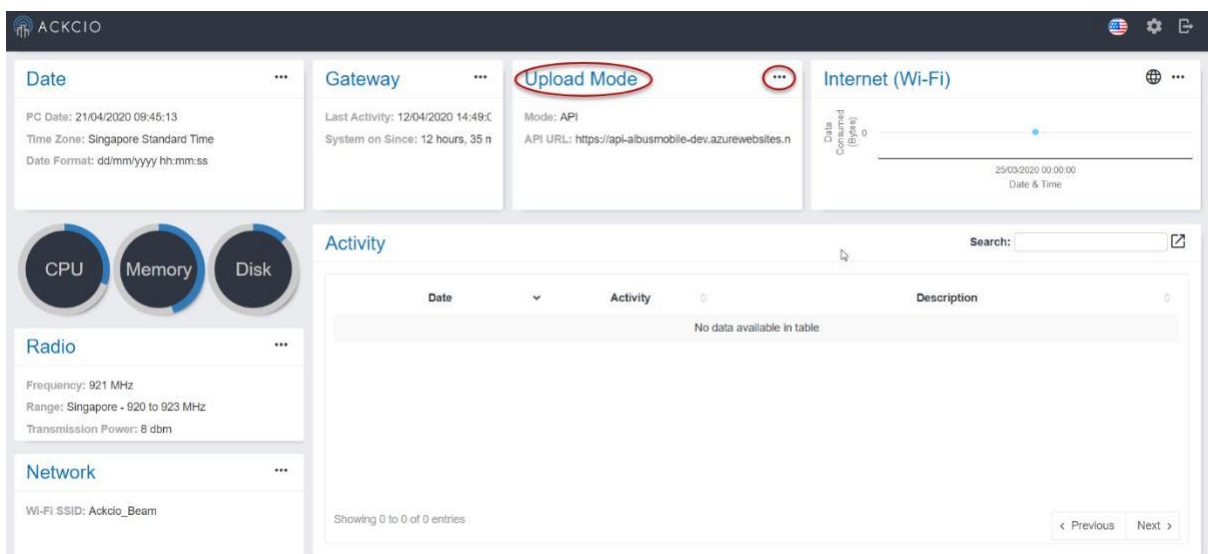 ACKCIO
Date
PC Date: 21/04/2020 09:45:13
Time Zone: Singapore Standard Time
Date Format: dd/mm/yyyy hh:mm:ss
Gateway
Last Activity: 12/04/2020 14:49:0
System on Since: 12 hours, 35 n
Upload Mode
Mode: API
API URL: https://api-albusmobile-dev.azurewebsites.n
Internet (Wi-Fi)
Data
Consumed
(Bytes)
0
25/03/2020 00:00:00
Date & Time
CPU
Memory
Disk
Radio
Frequency: 921 MHz
Range: Singapore - 920 to 923 MHz
Transmission Power: 8 dbm
Network
Wi-Fi SSID: Ackcio_Beam
Activity
Search:
Date Activity Description
No data available in table
Showing 0 to 0 of 0 entries
‹ Previous Next ›